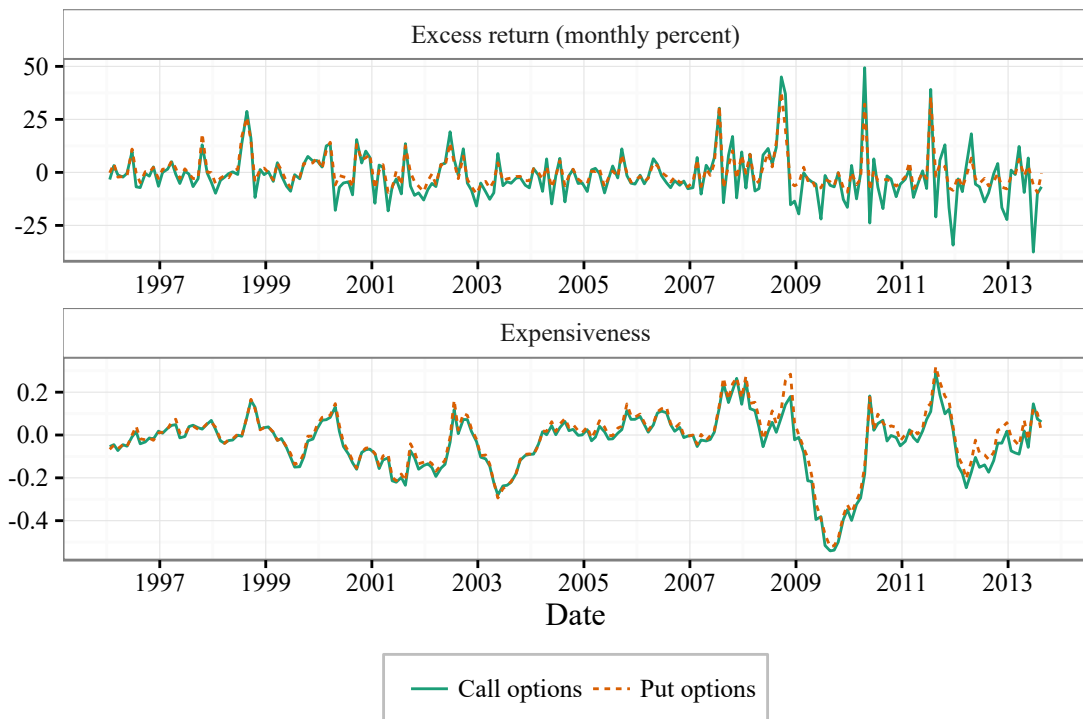 Excess return (monthly percent)
50
25
0
-25
1997 1999 2001 2003 2005 2007 2009 2011 2013
Expensiveness
0.2
0.0
-0.2
-0.4
1997 1999 2001 2003 2005 2007 2009 2011 2013
Date
Call options Put options